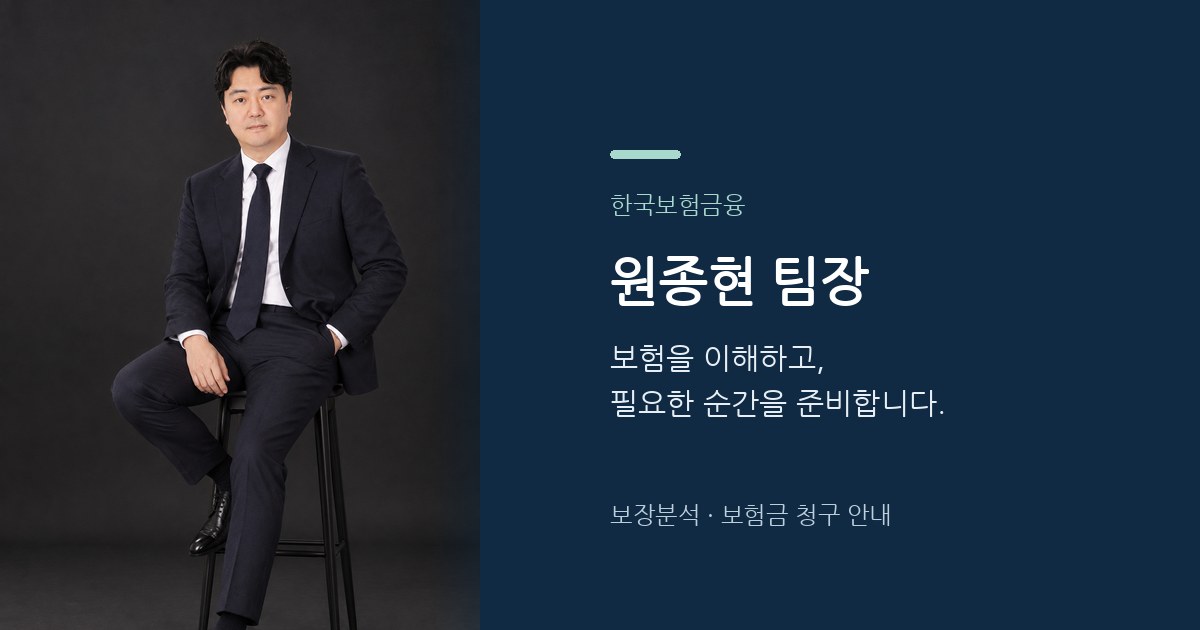 한국보험금융
원종현 팀장
보험을 이해하고,
필요한 순간을 준비합니다.
보장분석 · 보험금 청구 안내